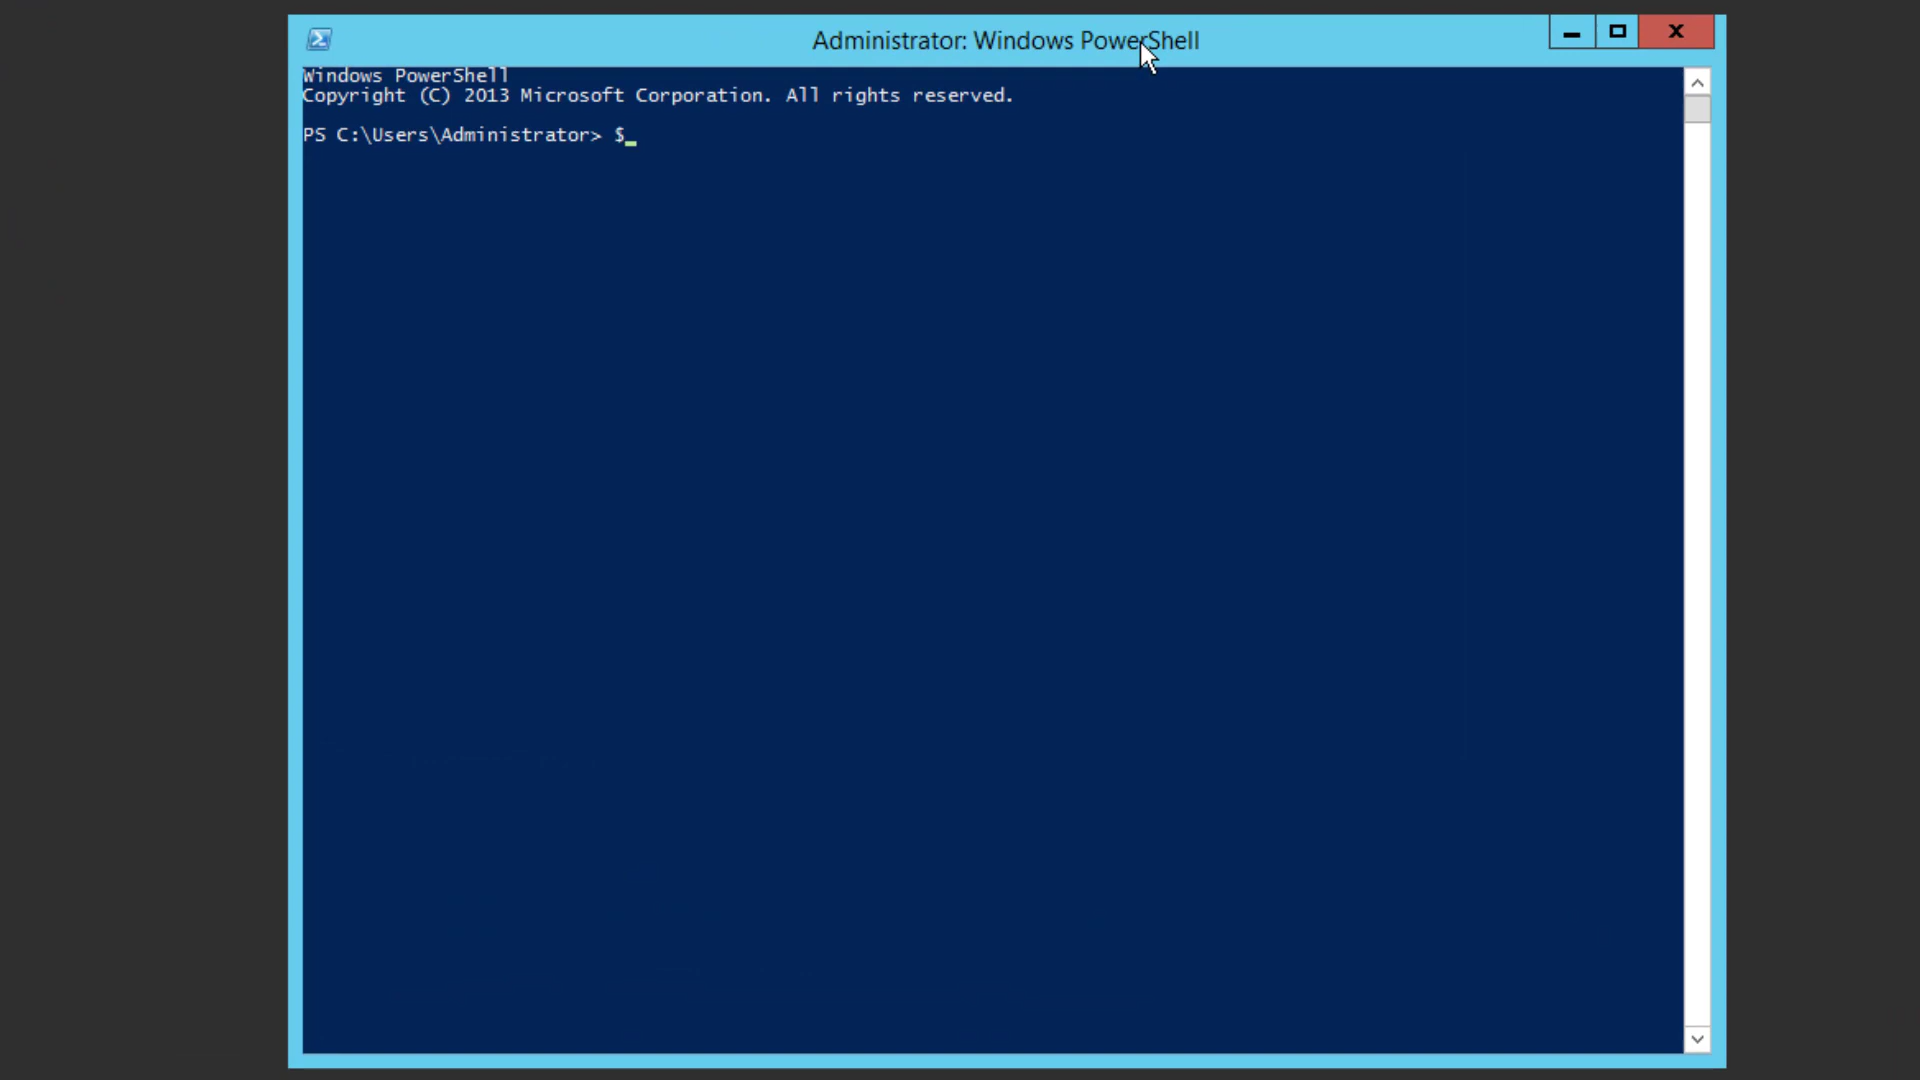 Administrator: Windows PowerShell
Windows PowerShell
Copyright (C) 2013 Microsoft Corporation. All rights reserved.
PS C:\Users\Administrator> $_